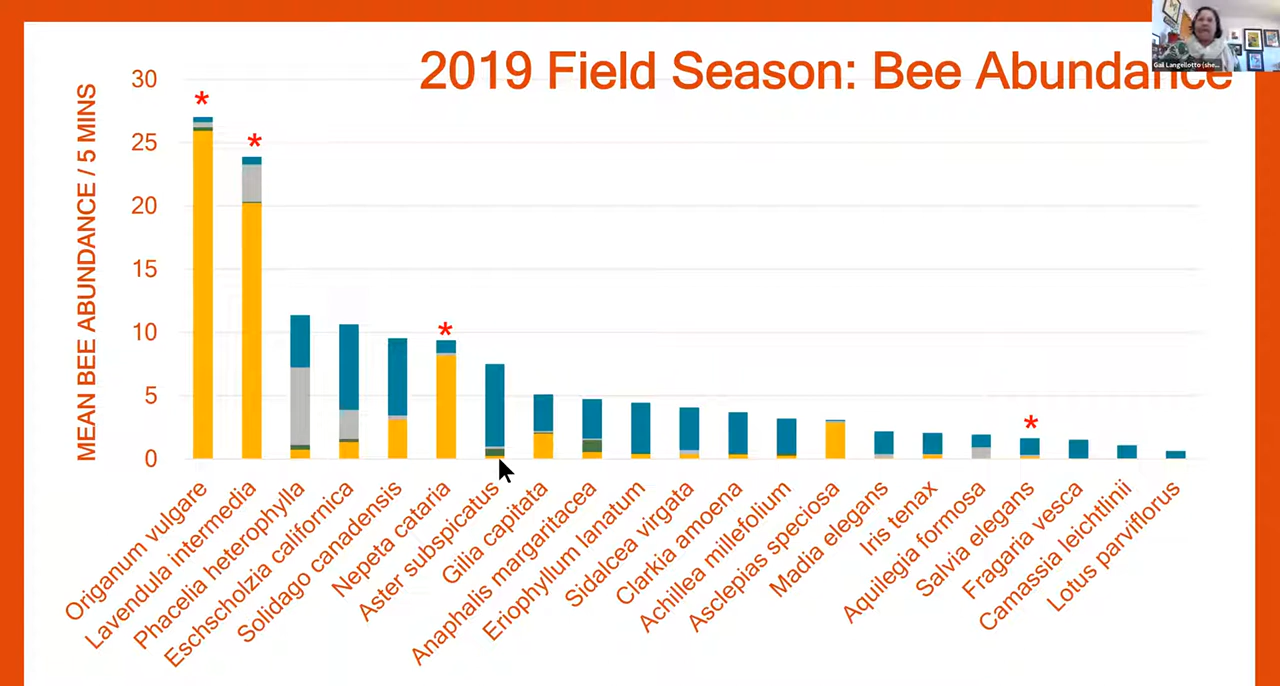 2019 Field Season: Bee Abundance
Gail Langellotto (she...
MEAN BEE ABUNDANCE / 5 MINS
30
25
20
15
10
5
0
*
*
*
*
Origanum vulgare
Lavendula intermedia
Phacelia heterophylla
Eschscholzia californica
Solidago canadensis
Nepeta cataria
Aster subspicatus
Gilia capitata
Anaphalis margaritacea
Eriophyllum lanatum
Sidalcea virgata
Clarkia amoena
Achillea millefolium
Asclepias speciosa
Madia elegans
Iris tenax
Aquilegia formosa
Salvia elegans
Fragaria vesca
Camassia leichtlinii
Lotus parviflorus